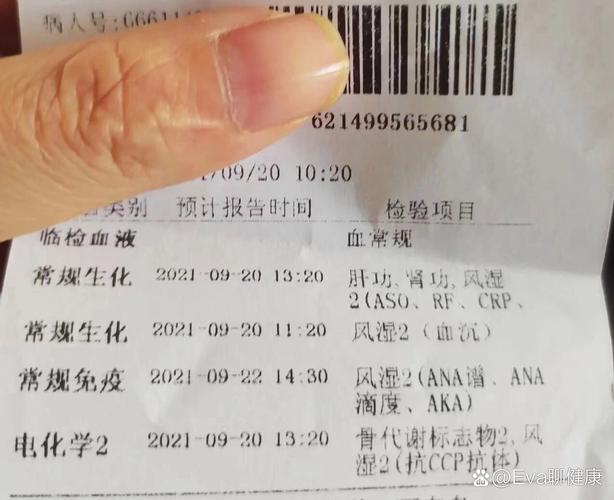 病人号:G6611
621499565681
/09/20 10:20
类别 预计报告时间 检验项目
临检血液 血常规
常规生化 2021-09-20 13:20 肝功,肾功,风湿
2(ASO、RF、CRP、
常规生化 2021-09-20 11:20 风湿2（血沉）
常规免疫 2021-09-22 14:30 风湿2(ANA谱、ANA
滴度、AKA)
电化学2 2021-09-20 13:20 骨代谢标志物2,风
湿2(抗CCP抗体)
@Eva聊健康